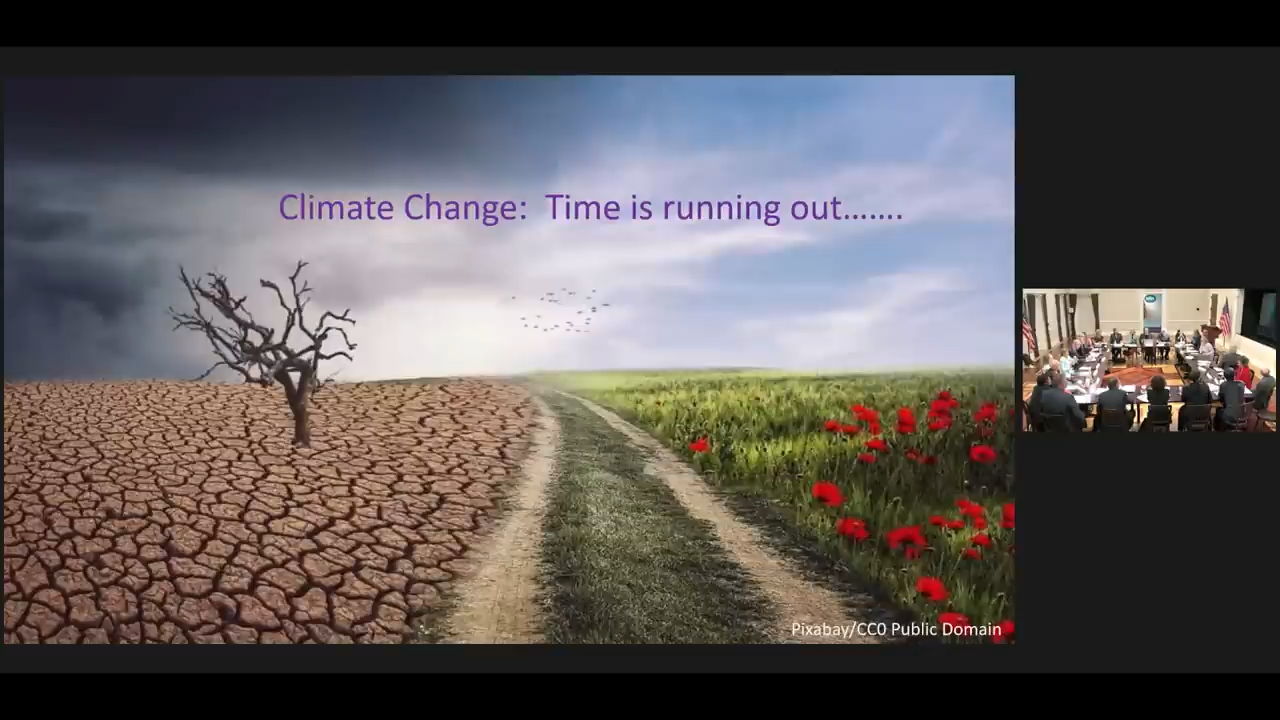 Climate Change:  Time is running out.......
Pixabay/CC0 Public Domain